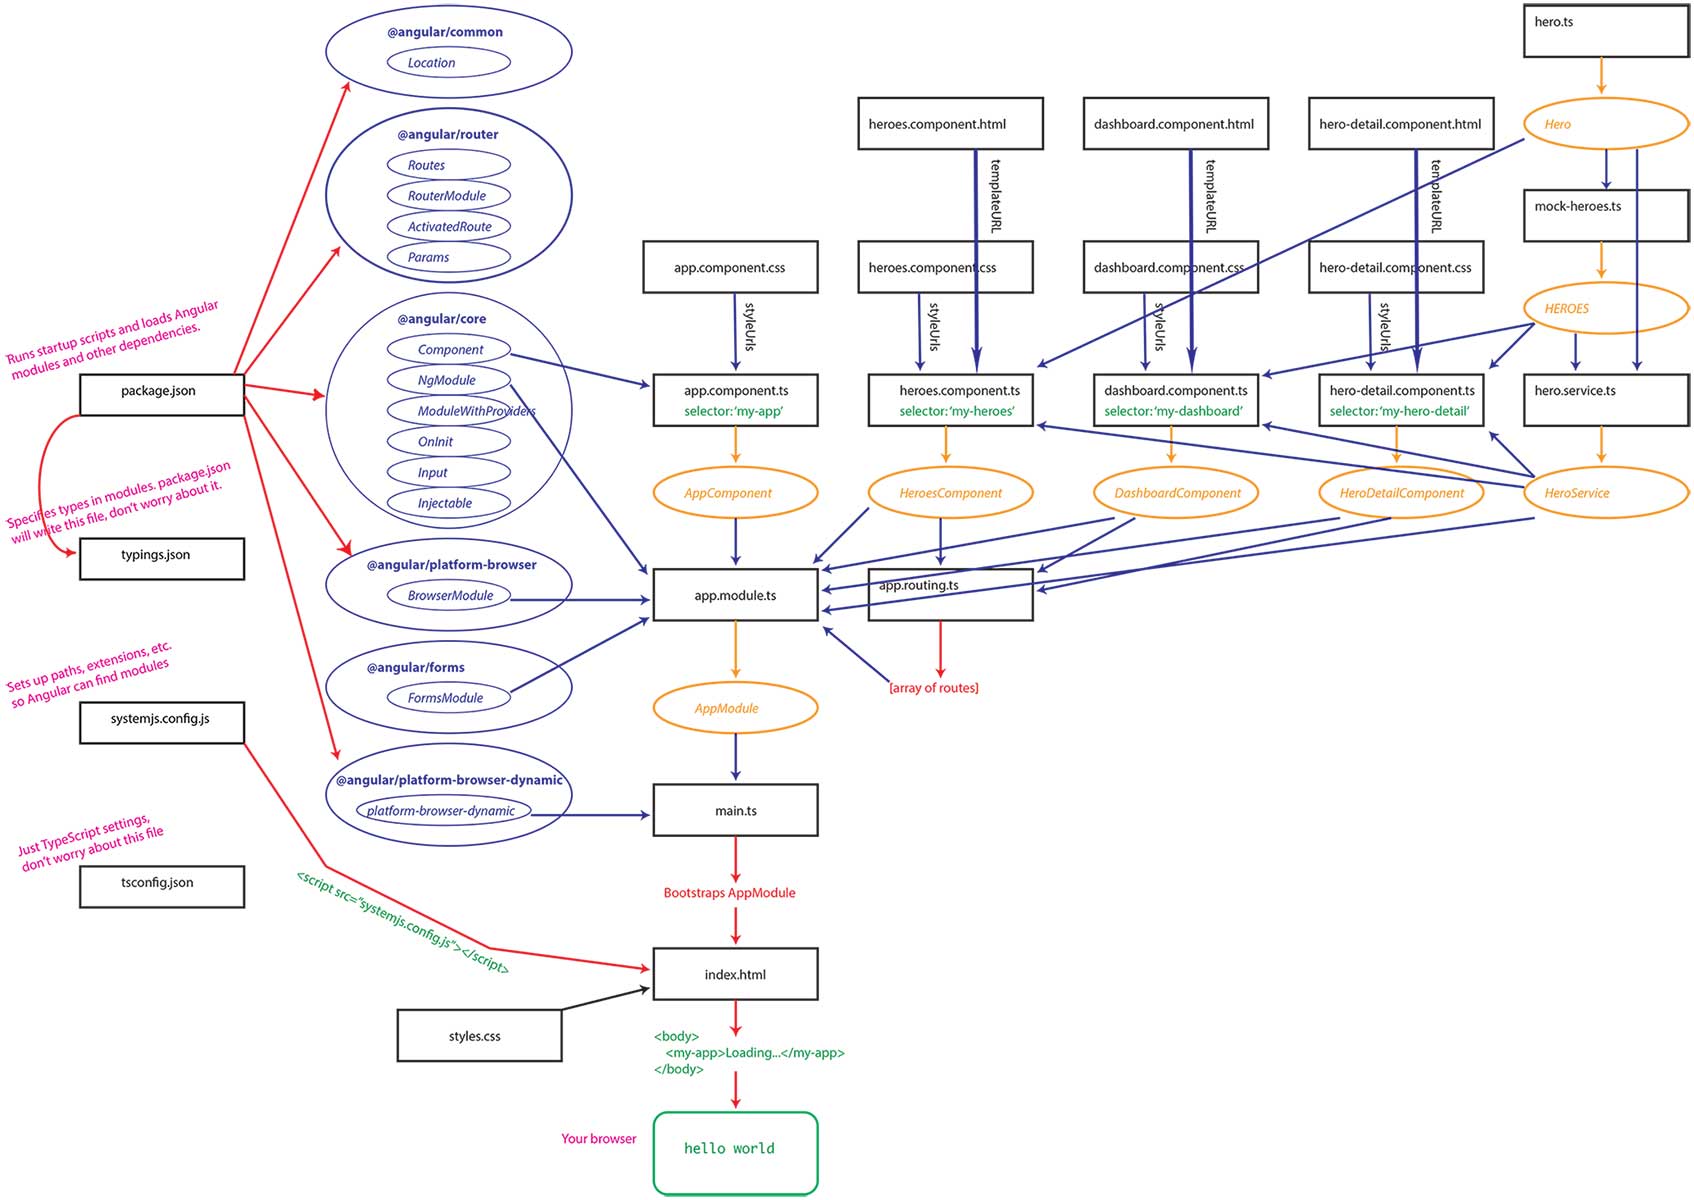 @angular/common
Location
@angular/router
Routes
RouterModule
ActivatedRoute
Params
@angular/core
Component
NgModule
ModuleWithProviders
OnInit
Input
Injectable
@angular/platform-browser
BrowserModule
@angular/forms
FormsModule
@angular/platform-browser-dynamic
platform-browser-dynamic
Runs startup scripts and loads Angular
modules and other dependencies.
package.json
Specifies types in modules. package.json
will write this file, don't worry about it.
typings.json
Sets up paths, extensions, etc.
so Angular can find modules
systemjs.config.js
Just TypeScript settings,
don't worry about this file
tsconfig.json
<script src="systemjs.config.js"></script>
styles.css
app.component.css
styleUrls
app.component.ts
selector:'my-app'
AppComponent
app.module.ts
AppModule
main.ts
Bootstraps AppModule
index.html
<body>
<my-app>Loading...</my-app>
</body>
Your browser
hello world
heroes.component.html
templateURL
heroes.component.css
styleUrls
heroes.component.ts
selector:'my-heroes'
HeroesComponent
app.routing.ts
[array of routes]
dashboard.component.html
templateURL
dashboard.component.css
styleUrls
dashboard.component.ts
selector:'my-dashboard'
DashboardComponent
hero-detail.component.html
templateURL
hero-detail.component.css
styleUrls
hero-detail.component.ts
selector:'my-hero-detail'
HeroDetailComponent
hero.ts
Hero
mock-heroes.ts
HEROES
hero.service.ts
HeroService